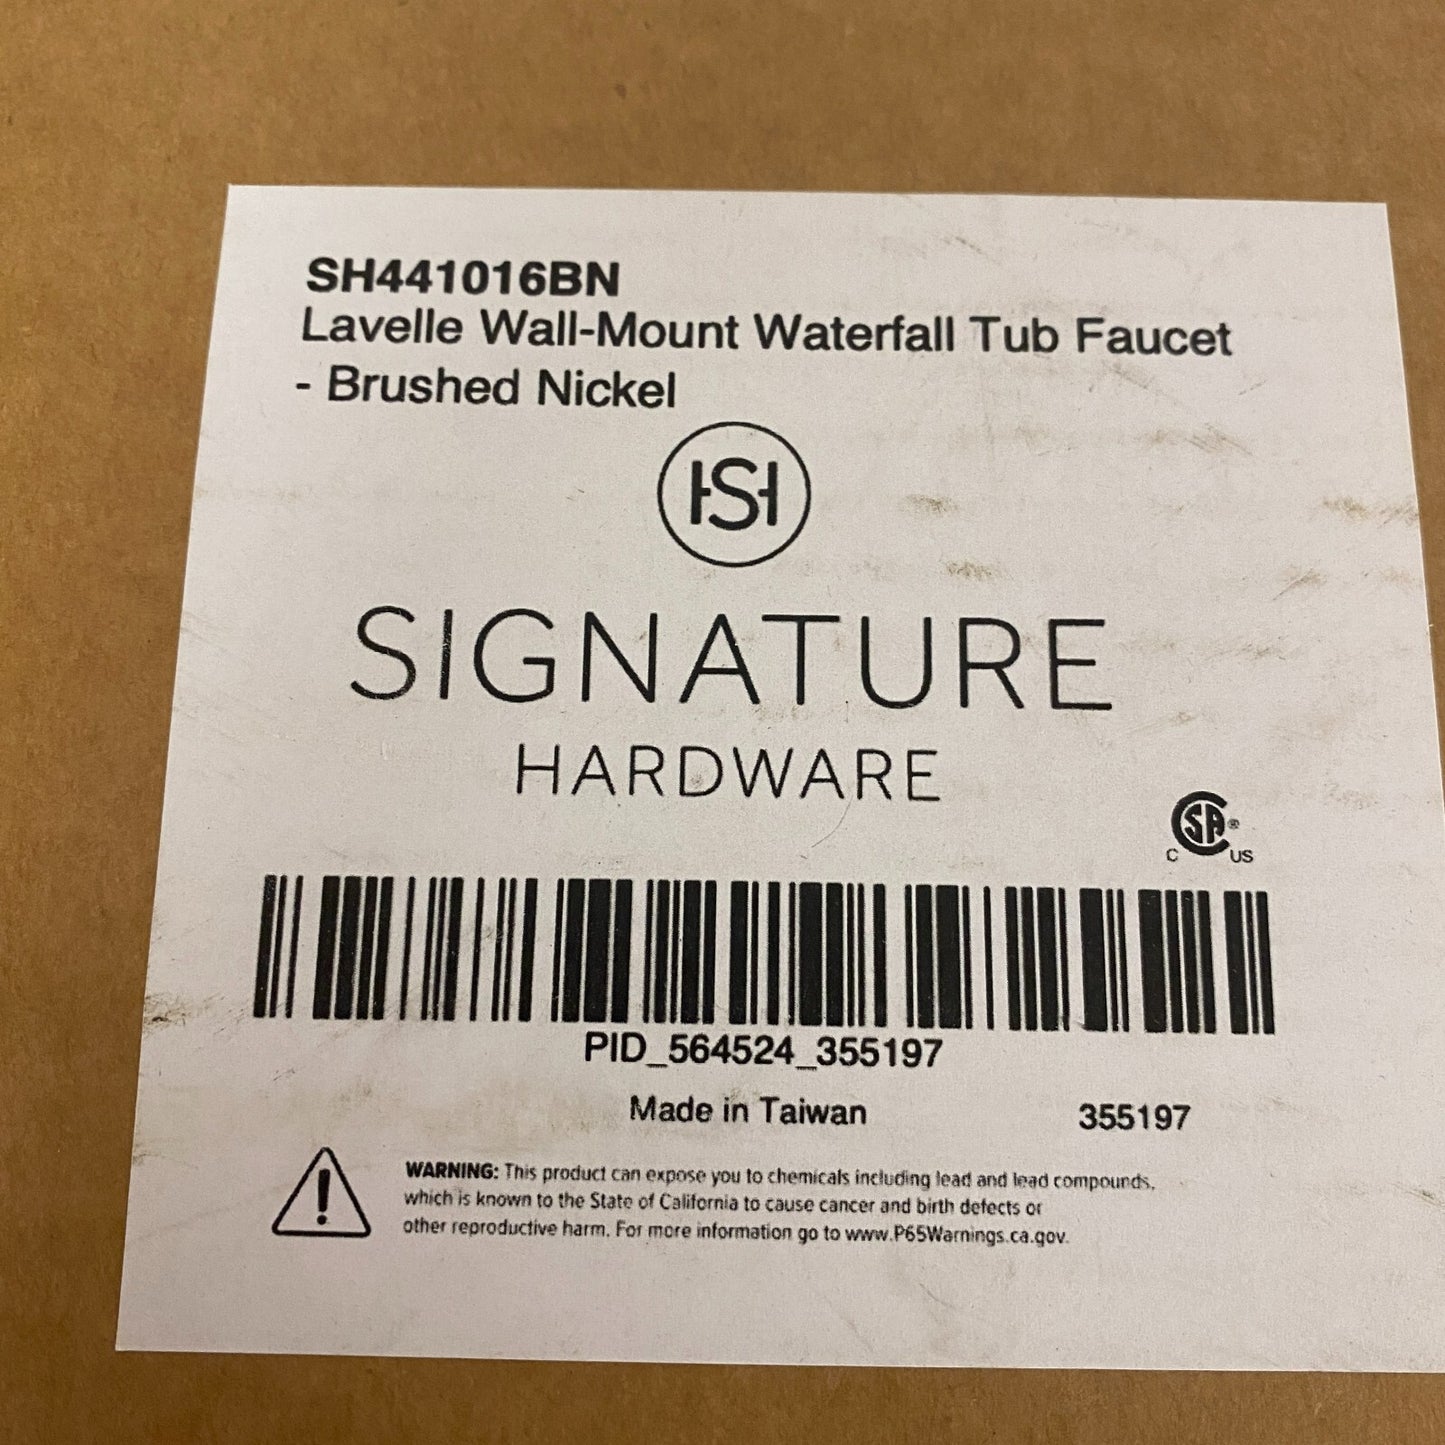 SH441016BN
Lavelle Wall-Mount Waterfall Tub Faucet
- Brushed Nickel
HSH
SIGNATURE
HARDWARE
CSA®
C US
PID_564524_355197
Made in Taiwan 355197
WARNING: This product can expose you to chemicals including lead and lead compounds,
which is known to the State of California to cause cancer and birth defects or
other reproductive harm. For more information go to www.P65Warnings.ca.gov.